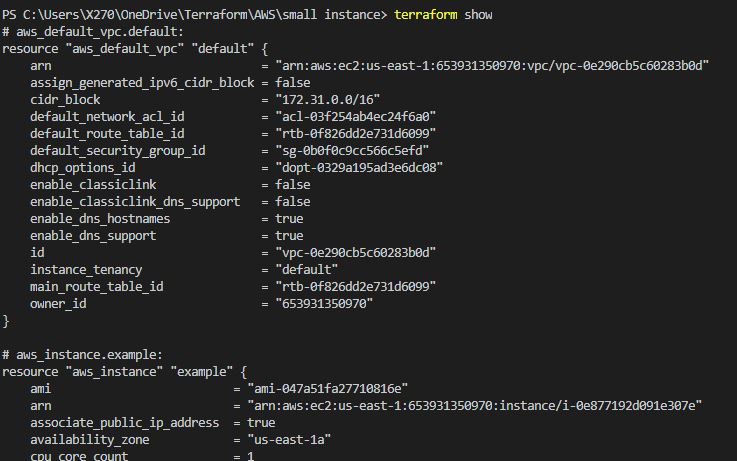 PS C:\Users\X270\OneDrive\Terraform\AWS\small instance> terraform show
# aws_default_vpc.default:
resource "aws_default_vpc" "default" {
    arn                              = "arn:aws:ec2:us-east-1:653931350970:vpc/vpc-0e290cb5c60283b0d"
    assign_generated_ipv6_cidr_block = false
    cidr_block                       = "172.31.0.0/16"
    default_network_acl_id           = "acl-03f254ab4ec24f6a0"
    default_route_table_id           = "rtb-0f826dd2e731d6099"
    default_security_group_id        = "sg-0b0f0c9cc566c5efd"
    dhcp_options_id                  = "dopt-0329a195ad3e6dc08"
    enable_classiclink               = false
    enable_classiclink_dns_support   = false
    enable_dns_hostnames             = true
    enable_dns_support               = true
    id                               = "vpc-0e290cb5c60283b0d"
    instance_tenancy                 = "default"
    main_route_table_id              = "rtb-0f826dd2e731d6099"
    owner_id                         = "653931350970"
}
# aws_instance.example:
resource "aws_instance" "example" {
    ami                          = "ami-047a51fa27710816e"
    arn                          = "arn:aws:ec2:us-east-1:653931350970:instance/i-0e877192d091e307e"
    associate_public_ip_address  = true
    availability_zone            = "us-east-1a"
    cpu_core_count               = 1